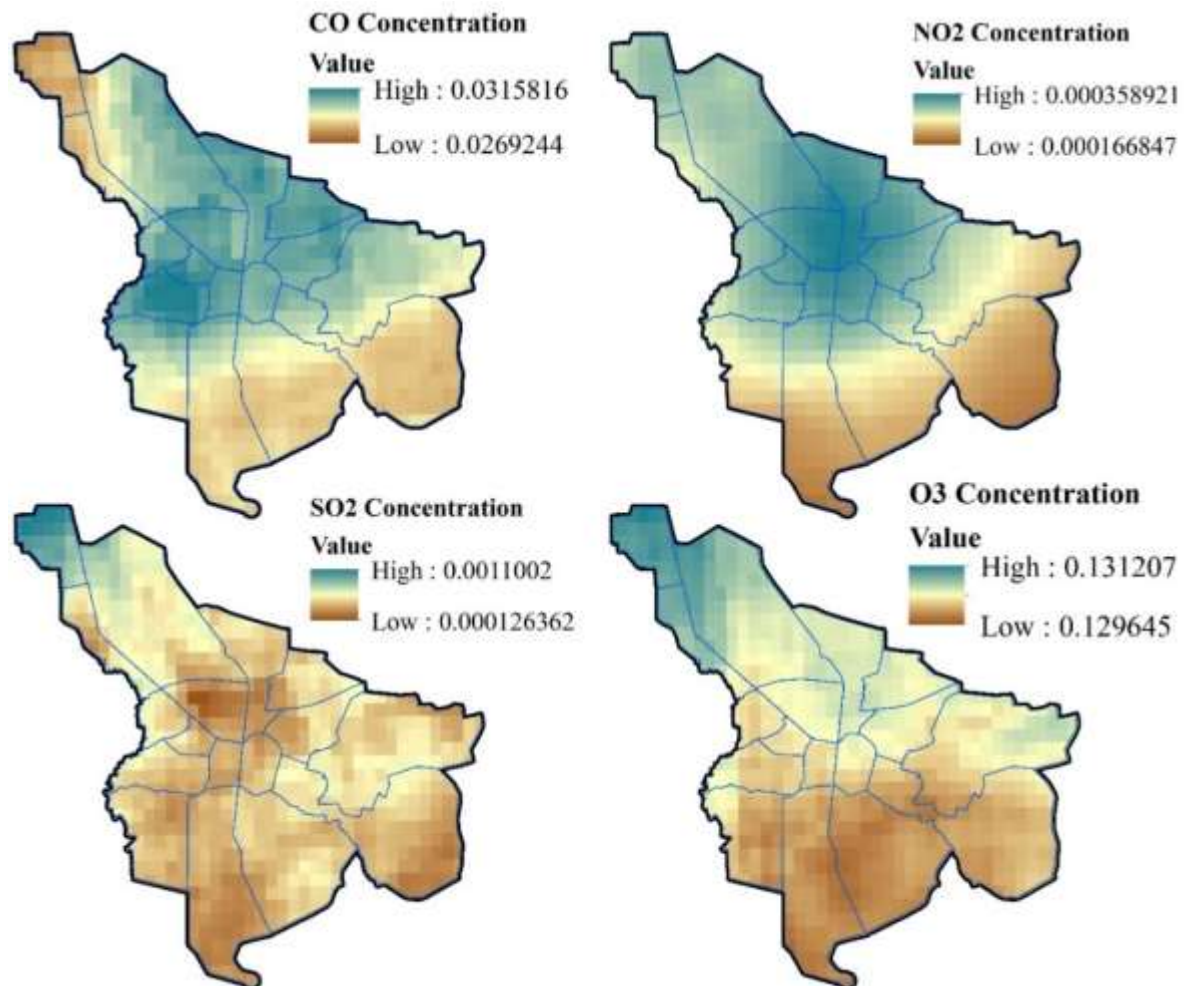 CO Concentration
Value
High : 0.0315816
Low : 0.0269244
NO2 Concentration
Value
High : 0.000358921
Low : 0.000166847
SO2 Concentration
Value
High : 0.0011002
Low : 0.000126362
O3 Concentration
Value
High : 0.131207
Low : 0.129645